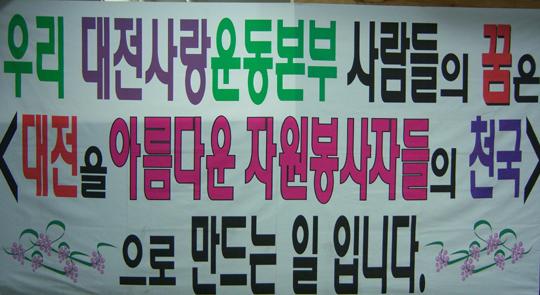 우리 대전사랑운동본부 사람들의 꿈은
<대전을 아름다운 자원봉사자들의 천국>
으로 만드는 일 입니다.